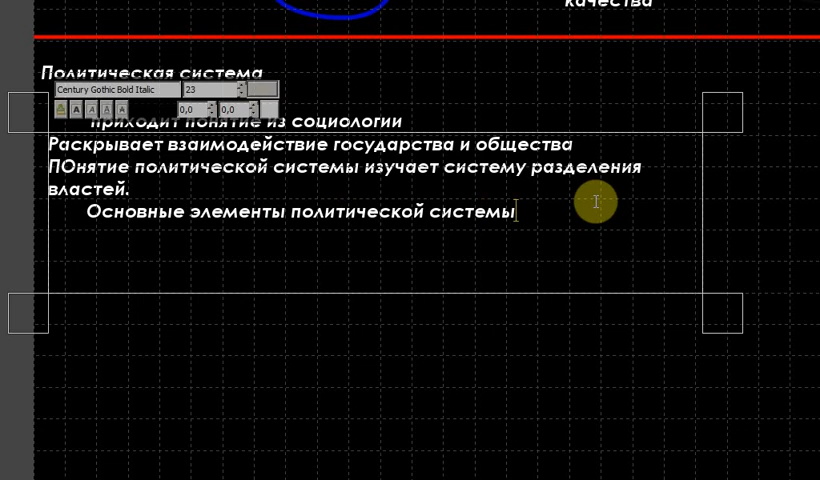 качества
Политическая система
Century Gothic Bold Italic 23
A A A A 0,0 0,0
приходит понятие из социологии
Раскрывает взаимодействие государства и общества
ПОнятие политической системы изучает систему разделения
властей.
Основные элементы политической системы